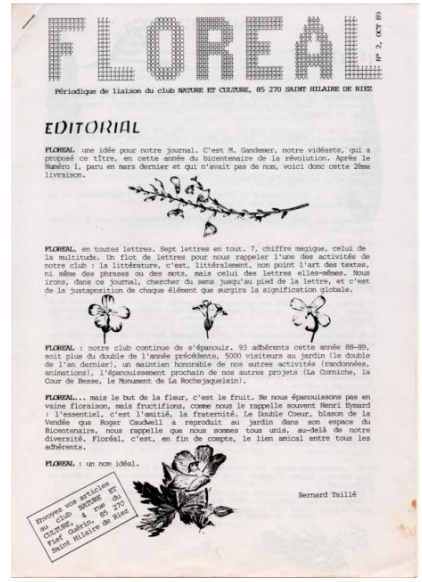 FLOREAL
N° 2, OCT 89
Périodique de liaison du club NATURE ET CULTURE, 85 270 SAINT HILAIRE DE RIEZ
EDITORIAL
FLOREAL une idée pour notre journal. C'est M. Gandemer, notre vidéaste, qui a
proposé ce tître, en cette année du bicentenaire de la révolution. Après le
Numéro 1, paru en mars dernier et qui n'avait pas de nom, voici donc cette 2ème
livraison.
FLOREAL, en toutes lettres. Sept lettres en tout. 7, chiffre magique, celui de
la multitude. Un flot de lettres pour nous rappeler l'une des activités de
notre club : la littérature, c'est, littéralement, non point l'art des textes,
ni même des phrases ou des mots, mais celui des lettres elles-mêmes. Nous
irons, dans ce journal, chercher du sens jusqu'au pied de la lettre, et c'est
de la juxtaposition de chaque élément que surgira la signification globale.
FLOREAL : notre club continue de s'épanouir. 93 adhérents cette année 88-89,
soit plus du double de l'année précédente, 5000 visiteurs au jardin (le double
de l'an dernier), un maintien honorable de nos autres activités (randonnées,
animations), l'épanouissement prochain de nos autres projets (La Corniche, la
Cour de Besse, le Monument de La Rochejaquelein).
FLOREAL... mais le but de la fleur, c'est le fruit. Ne nous épanouissons pas en
vaine floraison, mais fructifions, comme nous le rappelle souvent Henri Eynard
: l'essentiel, c'est l'amitié, la fraternité. Le Double Coeur, blason de la
Vendée que Roger Caudwell a reproduit au jardin dans son espace du
Bicentenaire, nous rappelle que nous sommes tous unis, au-delà de notre
diversité. Floréal, c'est, en fin de compte, le lien amical entre tous les
adhérents.
FLOREAL : un nom idéal.
Bernard Taillé
Envoyez vos articles
au club NATURE ET
CULTURE, 4 rue du
Fief Guérin, 85 270
Saint Hilaire de Riez